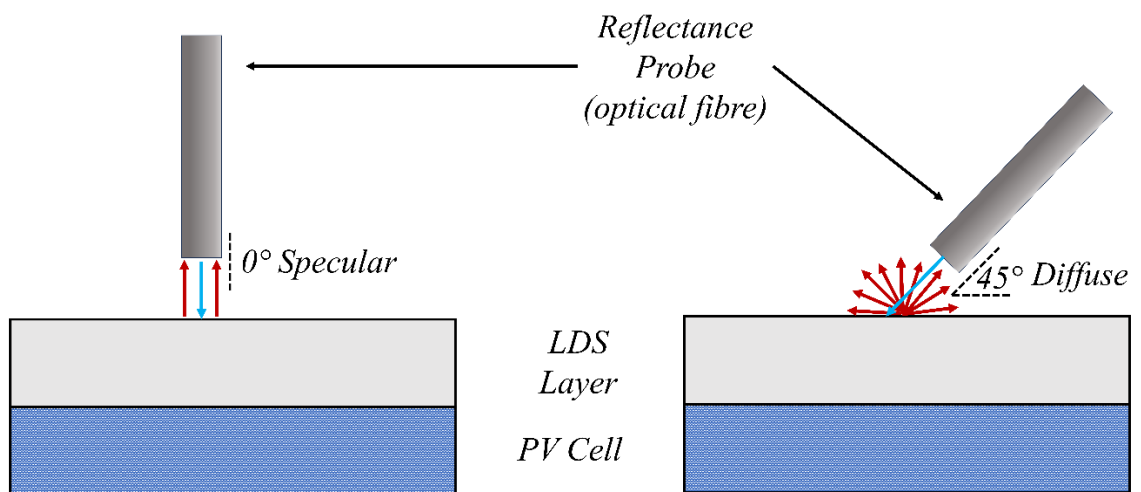 Reflectance
Probe
(optical fibre)
0° Specular
45° Diffuse
LDS
Layer
PV Cell